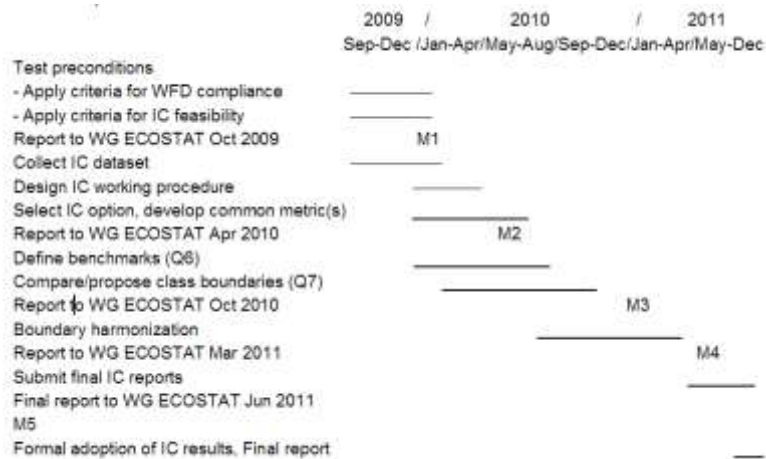 2009 / 2010 / 2011
Sep-Dec /Jan-Apr/May-Aug/Sep-Dec/Jan-Apr/May-Dec
Test preconditions
- Apply criteria for WFD compliance
- Apply criteria for IC feasibility
Report to WG ECOSTAT Oct 2009 M1
Collect IC dataset
Design IC working procedure
Select IC option, develop common metric(s)
Report to WG ECOSTAT Apr 2010 M2
Define benchmarks (Q6)
Compare/propose class boundaries (Q7)
Report to WG ECOSTAT Oct 2010 M3
Boundary harmonization
Report to WG ECOSTAT Mar 2011 M4
Submit final IC reports
Final report to WG ECOSTAT Jun 2011
M5
Formal adoption of IC results, Final report